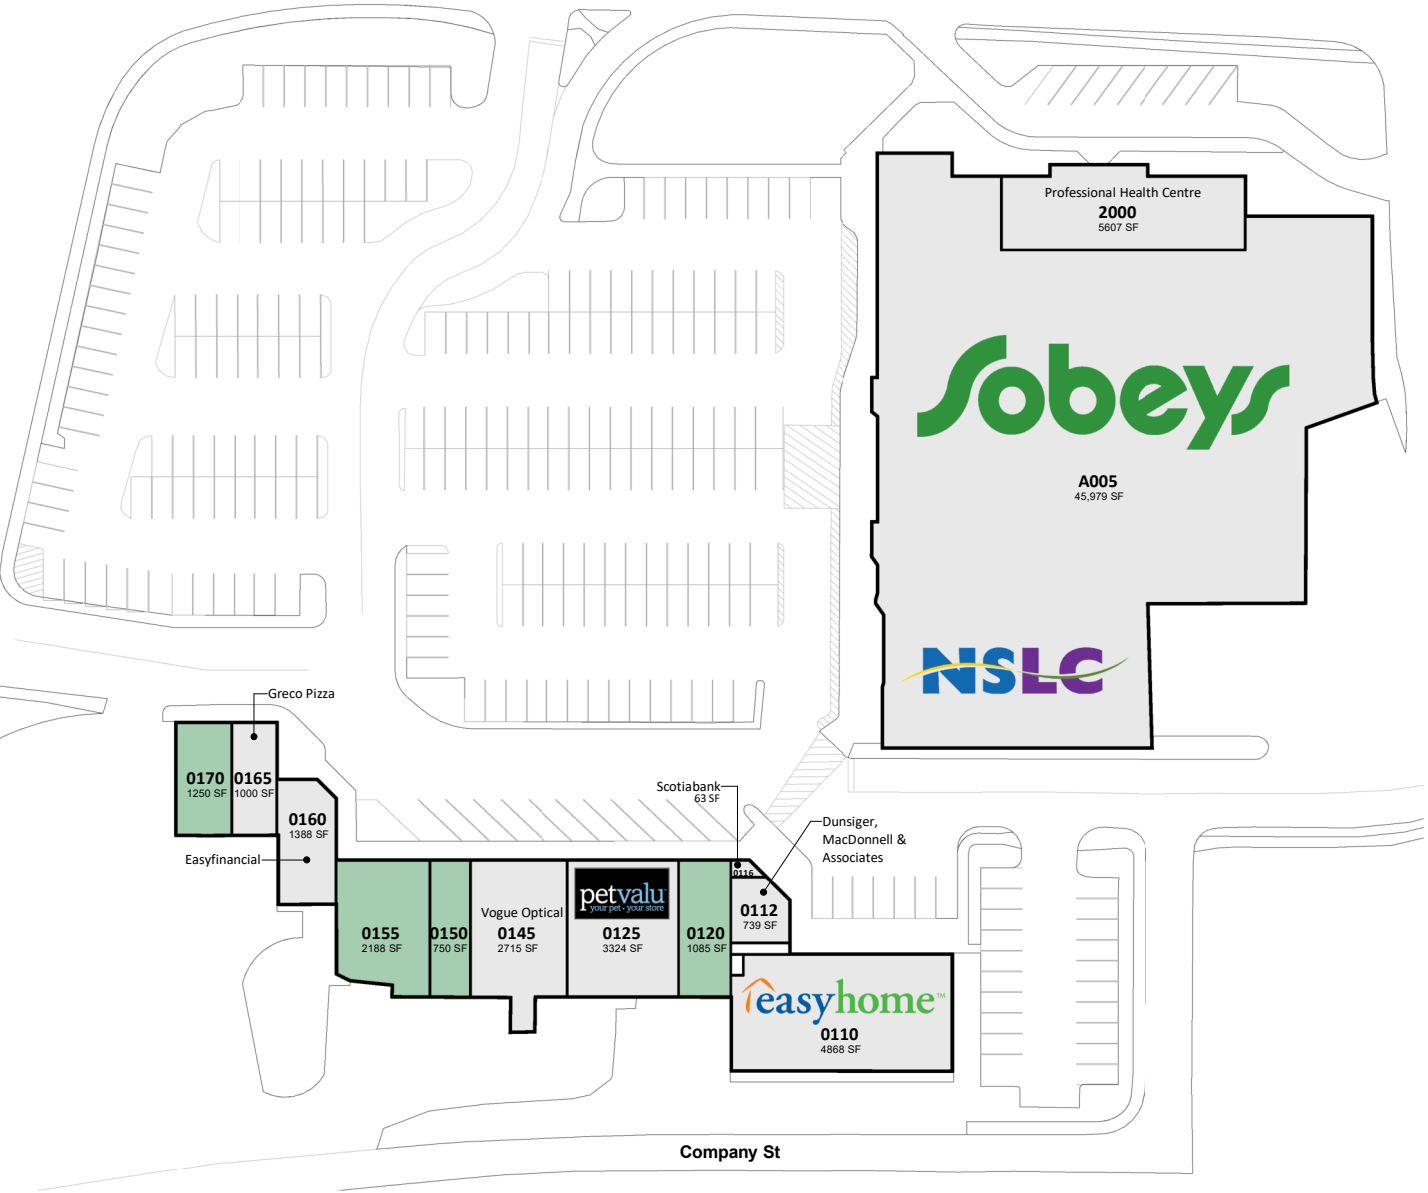 Professional Health Centre
2000
5607 SF
Sobeys
A005
45,979 SF
NSLC
Greco Pizza
0170
1250 SF
0165
1000 SF
0160
1388 SF
Easyfinancial
Scotiabank
63 SF
0116
Dunsiger,
MacDonnell &
Associates
0112
739 SF
0155
2188 SF
0150
750 SF
Vogue Optical
0145
2715 SF
petvalu
your pet • your store
0125
3324 SF
0120
1085 SF
easyhome™
0110
4868 SF
Company St